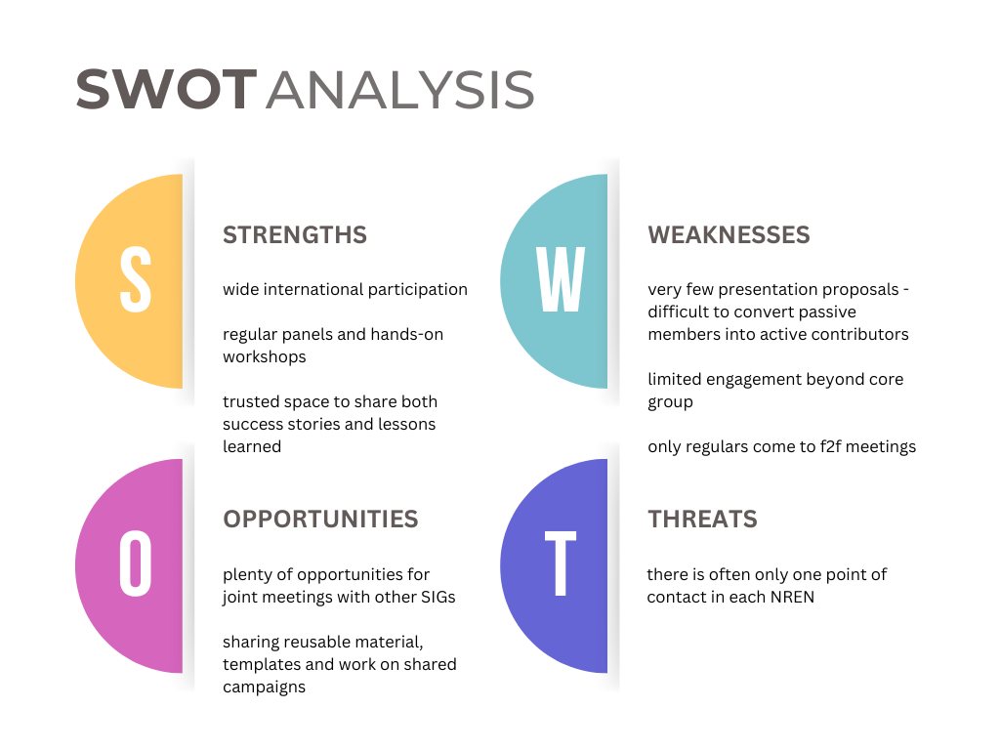 SWOT ANALYSIS
S
STRENGTHS
wide international participation
regular panels and hands-on
workshops
trusted space to share both
success stories and lessons
learned
W
WEAKNESSES
very few presentation proposals -
difficult to convert passive
members into active contributors
limited engagement beyond core
group
only regulars come to f2f meetings
O
OPPORTUNITIES
plenty of opportunities for
joint meetings with other SIGs
sharing reusable material,
templates and work on shared
campaigns
T
THREATS
there is often only one point of
contact in each NREN